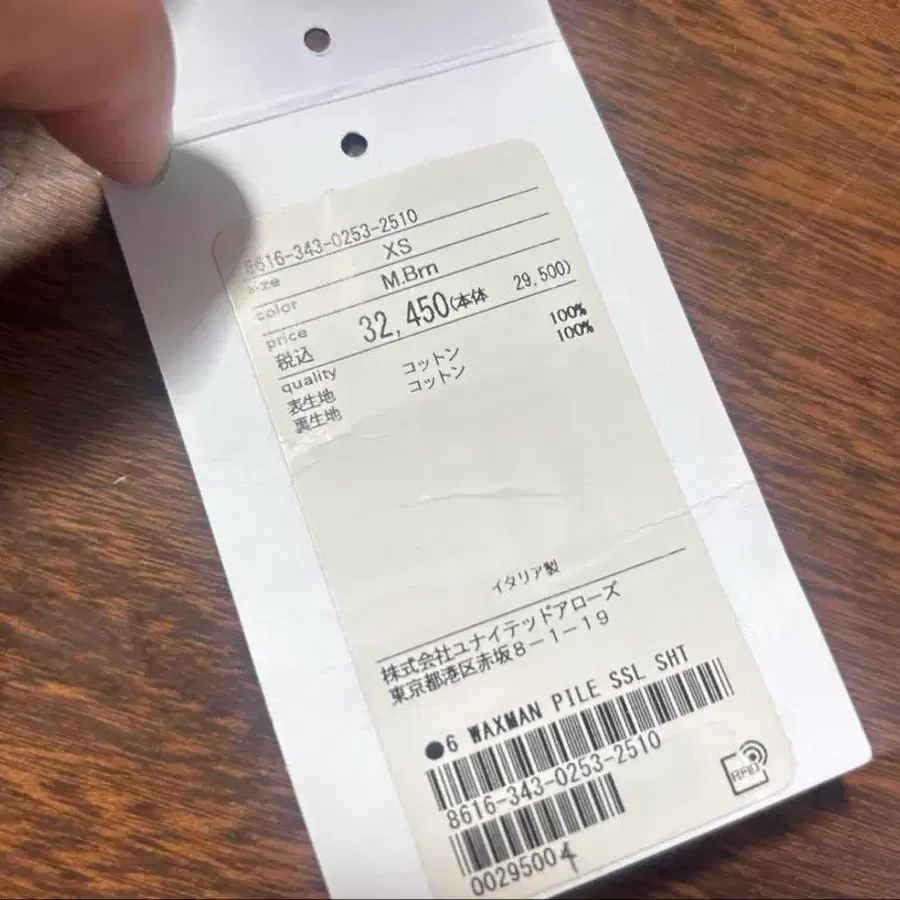 8616-343-0253-2510
size XS
color M.Brn
price 32,450(本体 29,500)
税込
quality
表生地 コットン 100%
裏生地 コットン 100%
イタリア製
株式会社ユナイテッドアローズ
東京都港区赤坂8-1-19
●6 WAXMAN PILE SSL SHT
8616-343-0253-2510
RFID
00295004